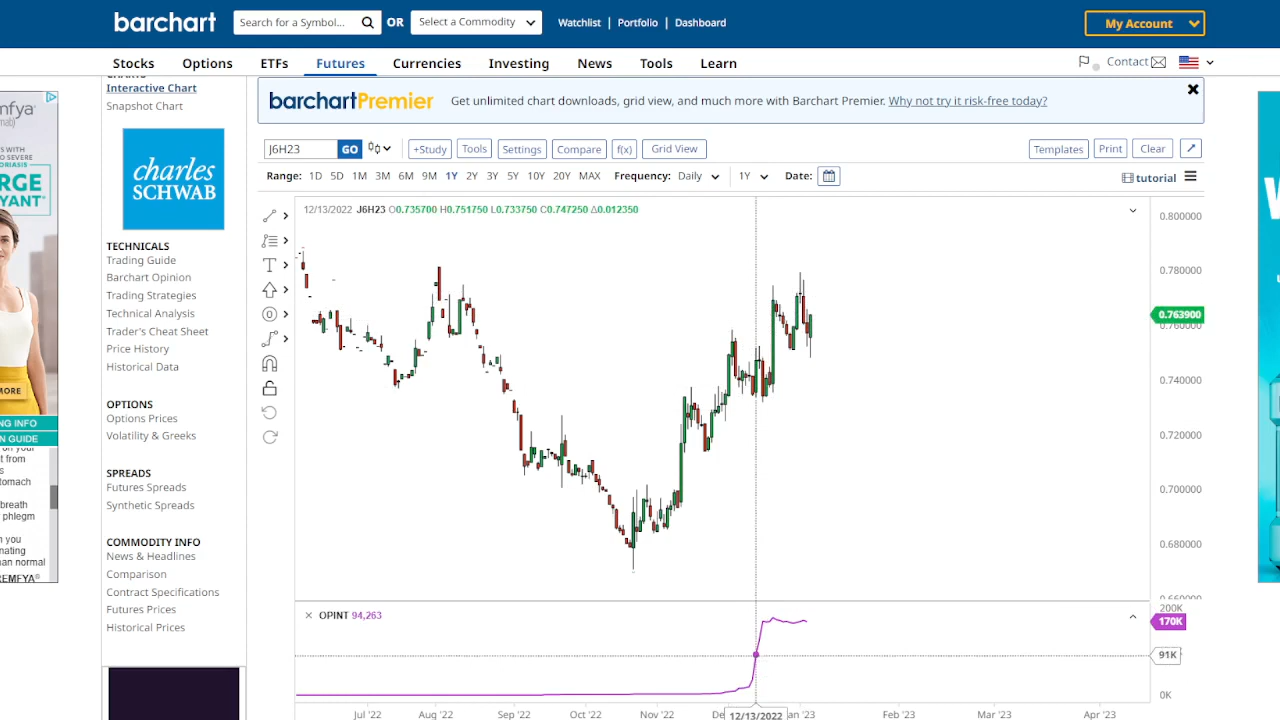 barchart
Search for a Symbol...
OR
Select a Commodity
Watchlist | Portfolio | Dashboard
My Account
Stocks Options ETFs Futures Currencies Investing News Tools Learn
Contact
Interactive Chart
Snapshot Chart
charles
SCHWAB
TECHNICALS
Trading Guide
Barchart Opinion
Trading Strategies
Technical Analysis
Trader's Cheat Sheet
Price History
Historical Data
OPTIONS
Options Prices
Volatility & Greeks
SPREADS
Futures Spreads
Synthetic Spreads
COMMODITY INFO
News & Headlines
Comparison
Contract Specifications
Futures Prices
Historical Prices
barchartPremier Get unlimited chart downloads, grid view, and much more with Barchart Premier. Why not try it risk-free today?
J6H23 GO +Study Tools Settings Compare f(x) Grid View Templates Print Clear
Range: 1D 5D 1M 3M 6M 9M 1Y 2Y 3Y 5Y 10Y 20Y MAX Frequency: Daily 1Y Date: tutorial
12/13/2022 J6H23 O0.735700 H0.751750 L0.733750 C0.747250 Δ0.012350
0.800000
0.780000
0.763900
0.760000
0.740000
0.720000
0.700000
0.680000
0.660000
OPINT 94,263
200K
170K
91K
0K
Jul '22 Aug '22 Sep '22 Oct '22 Nov '22 12/13/2022 Feb '23 Mar '23 Apr '23
MORE